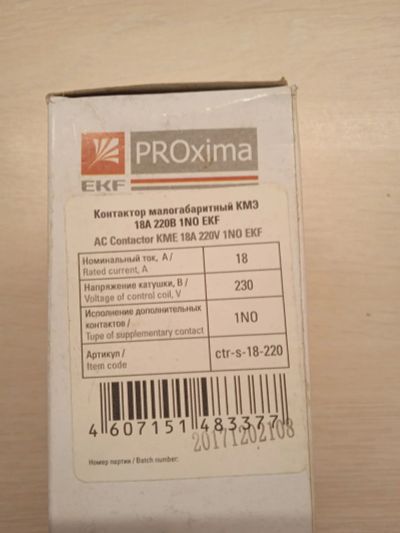 PROxima
EKF
Контактор малогабаритный КМЭ
18А 220В 1NO EKF
AC Contactor KME 18A 220V 1NO EKF
Номинальный ток, А / 18
Rated current, A
Напряжение катушки, В / 230
Voltage of control coil, V
Исполнение дополнительных
контактов / 1NO
Type of supplementary contact
Артикул / ctr-s-18-220
Item code
4 607151 483377
20171202108
Номер партии / Batch number: